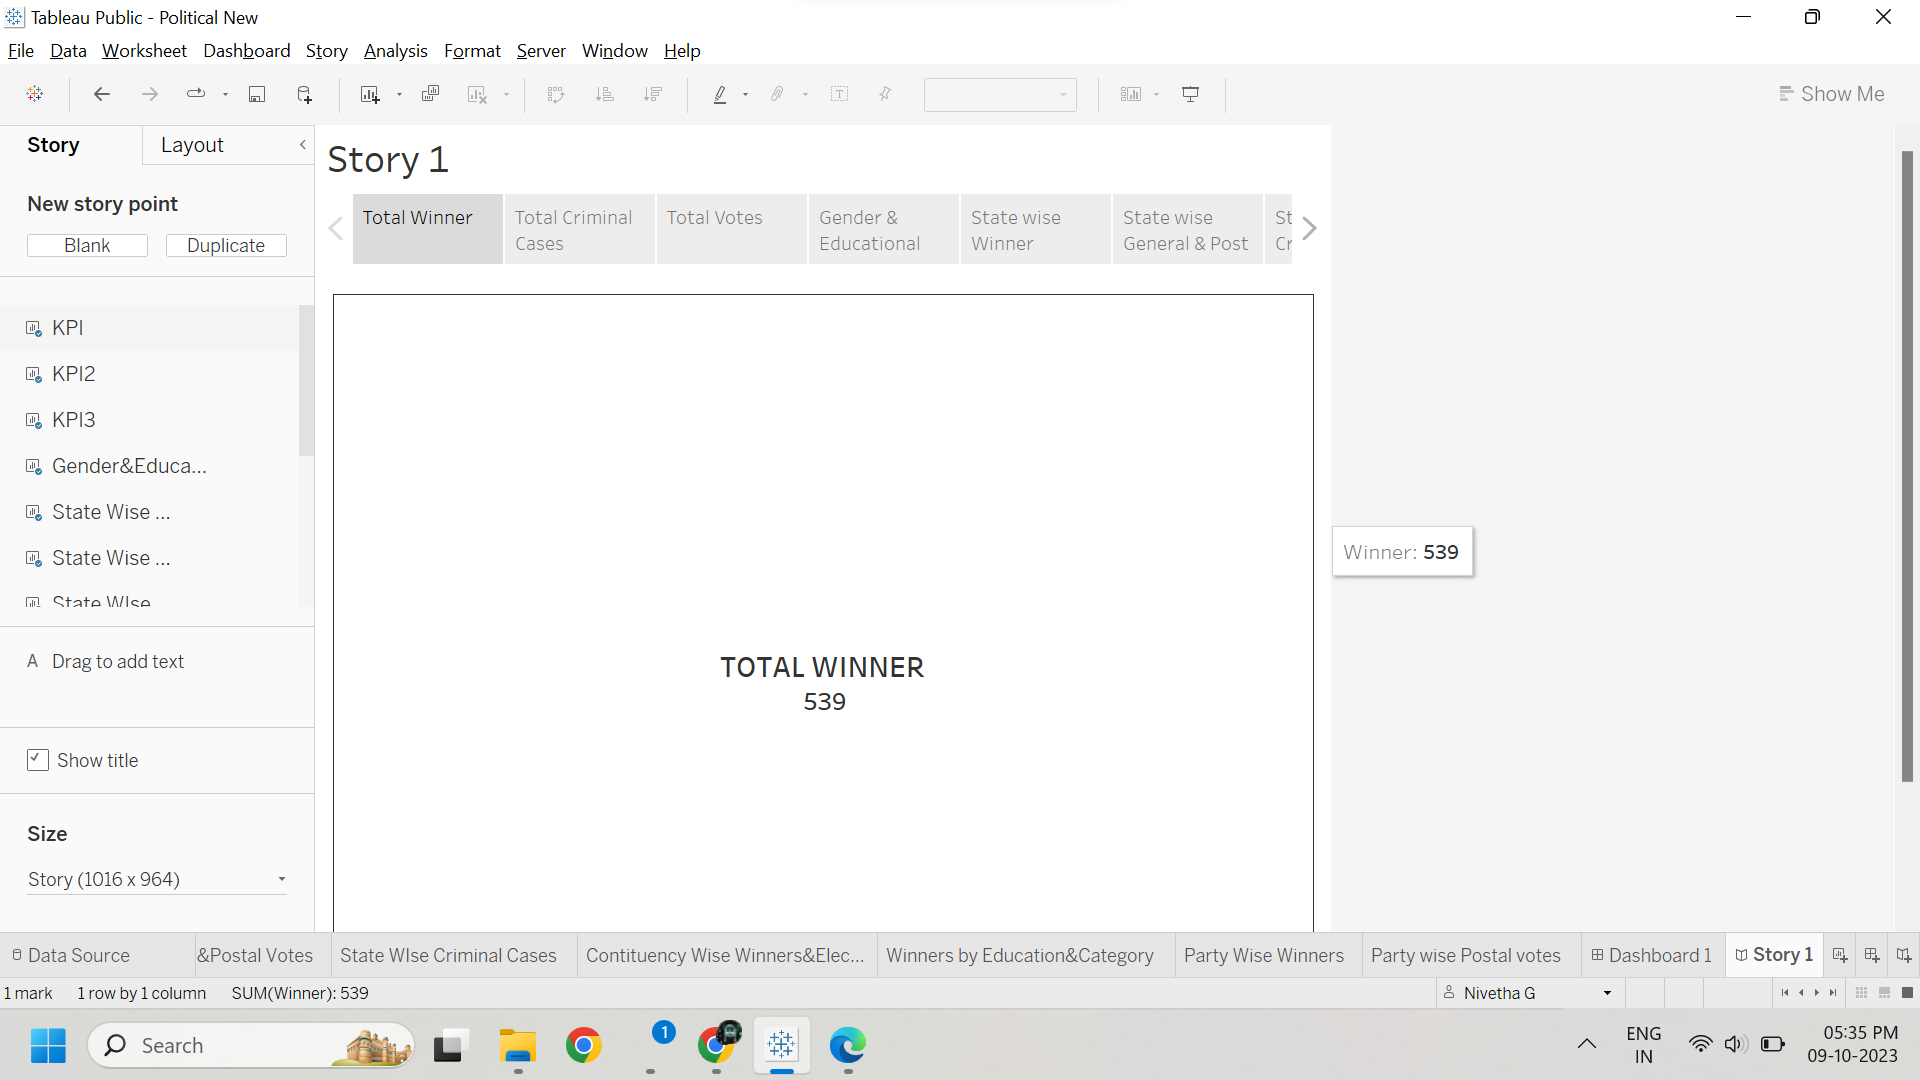 Tableau Public - Political New
File Data Worksheet Dashboard Story Analysis Format Server Window Help
Show Me
Story Layout
New story point
Blank Duplicate
KPI
KPI2
KPI3
Gender&Educa...
State Wise ...
State Wise ...
State WIse
A Drag to add text
Show title
Size
Story (1016 x 964)
Story 1
Total Winner
Total Criminal
Cases
Total Votes
Gender &
Educational
State wise
Winner
State wise
General & Post
St
Cr
TOTAL WINNER
539
Winner: 539
Data Source &Postal Votes State WIse Criminal Cases Contituency Wise Winners&Elec... Winners by Education&Category Party Wise Winners Party wise Postal votes Dashboard 1 Story 1
1 mark 1 row by 1 column SUM(Winner): 539 Nivetha G
Search
1
ENG
IN
05:35 PM
09-10-2023